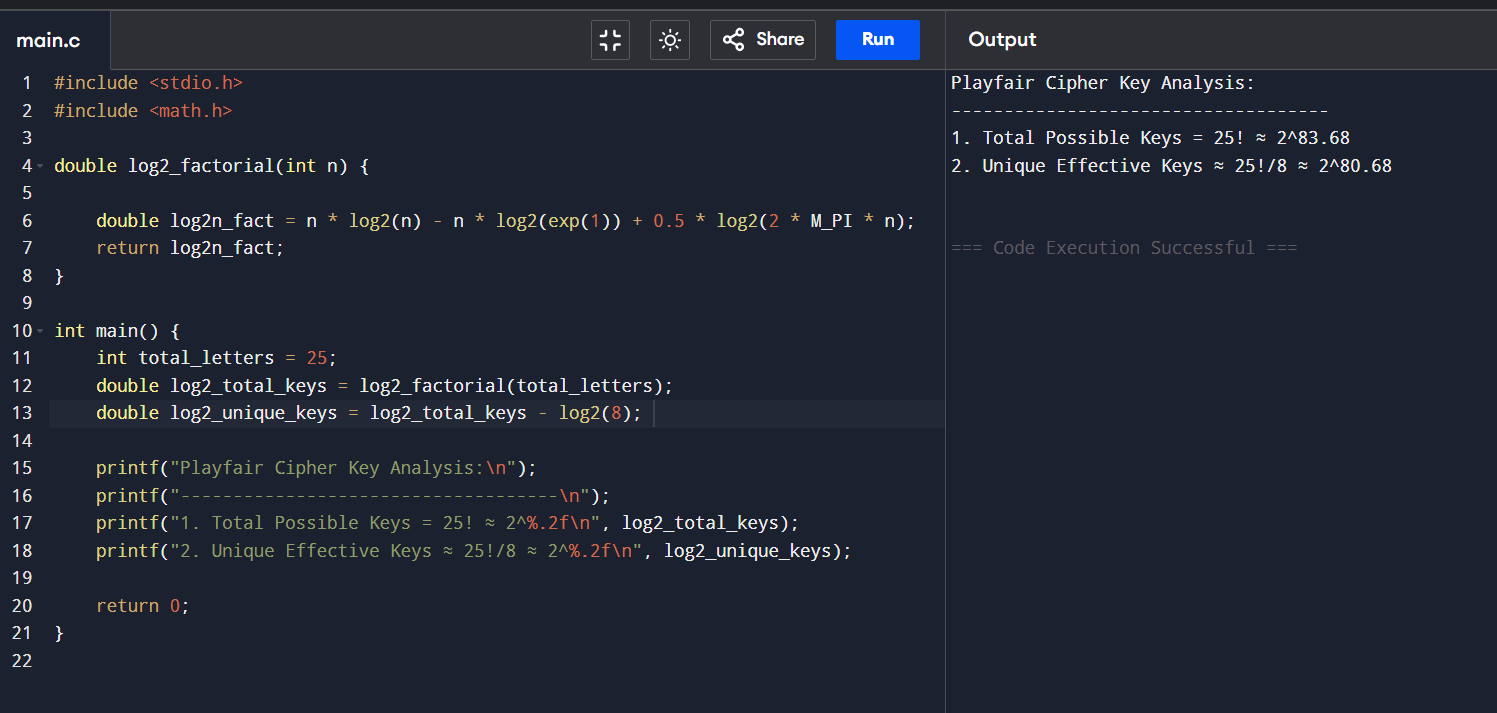 main.c
Share
Run
Output
1 #include <stdio.h>
2 #include <math.h>
3
4 double log2_factorial(int n) {
5
6     double log2n_fact = n * log2(n) - n * log2(exp(1)) + 0.5 * log2(2 * M_PI * n);
7     return log2n_fact;
8 }
9
10 int main() {
11     int total_letters = 25;
12     double log2_total_keys = log2_factorial(total_letters);
13     double log2_unique_keys = log2_total_keys - log2(8);
14
15     printf("Playfair Cipher Key Analysis:\n");
16     printf("------------------------------------\n");
17     printf("1. Total Possible Keys = 25! ≈ 2^%.2f\n", log2_total_keys);
18     printf("2. Unique Effective Keys ≈ 25!/8 ≈ 2^%.2f\n", log2_unique_keys);
19
20     return 0;
21 }
22
Playfair Cipher Key Analysis:
------------------------------------
1. Total Possible Keys = 25! ≈ 2^83.68
2. Unique Effective Keys ≈ 25!/8 ≈ 2^80.68
=== Code Execution Successful ===